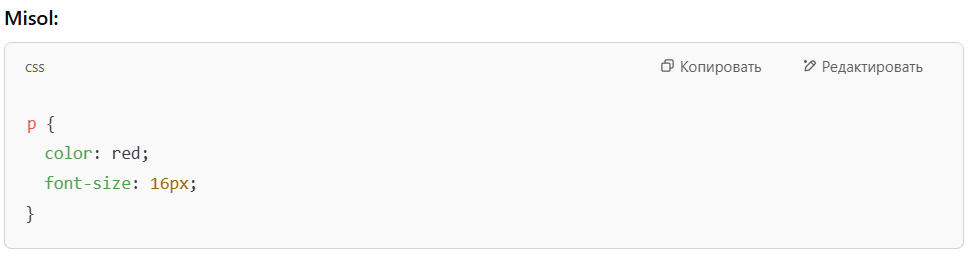 Misol:
css
Копировать
Редактировать
p {
  color: red;
  font-size: 16px;
}